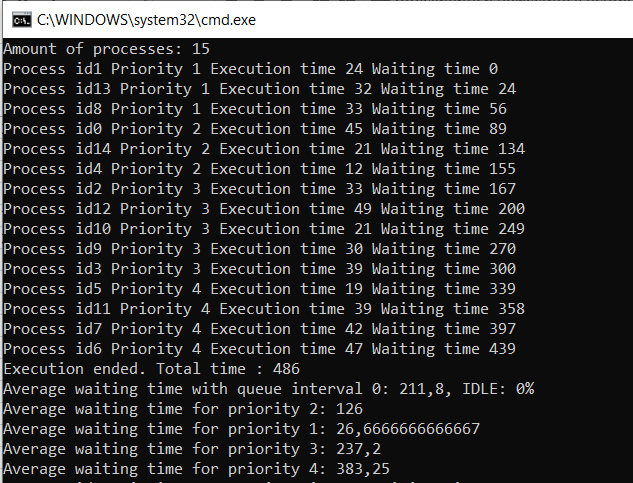 C:\WINDOWS\system32\cmd.exe
Amount of processes: 15
Process id1 Priority 1 Execution time 24 Waiting time 0
Process id13 Priority 1 Execution time 32 Waiting time 24
Process id8 Priority 1 Execution time 33 Waiting time 56
Process id0 Priority 2 Execution time 45 Waiting time 89
Process id14 Priority 2 Execution time 21 Waiting time 134
Process id4 Priority 2 Execution time 12 Waiting time 155
Process id2 Priority 3 Execution time 33 Waiting time 167
Process id12 Priority 3 Execution time 49 Waiting time 200
Process id10 Priority 3 Execution time 21 Waiting time 249
Process id9 Priority 3 Execution time 30 Waiting time 270
Process id3 Priority 3 Execution time 39 Waiting time 300
Process id5 Priority 4 Execution time 19 Waiting time 339
Process id11 Priority 4 Execution time 39 Waiting time 358
Process id7 Priority 4 Execution time 42 Waiting time 397
Process id6 Priority 4 Execution time 47 Waiting time 439
Execution ended. Total time : 486
Average waiting time with queue interval 0: 211,8, IDLE: 0%
Average waiting time for priority 2: 126
Average waiting time for priority 1: 26,6666666666667
Average waiting time for priority 3: 237,2
Average waiting time for priority 4: 383,25